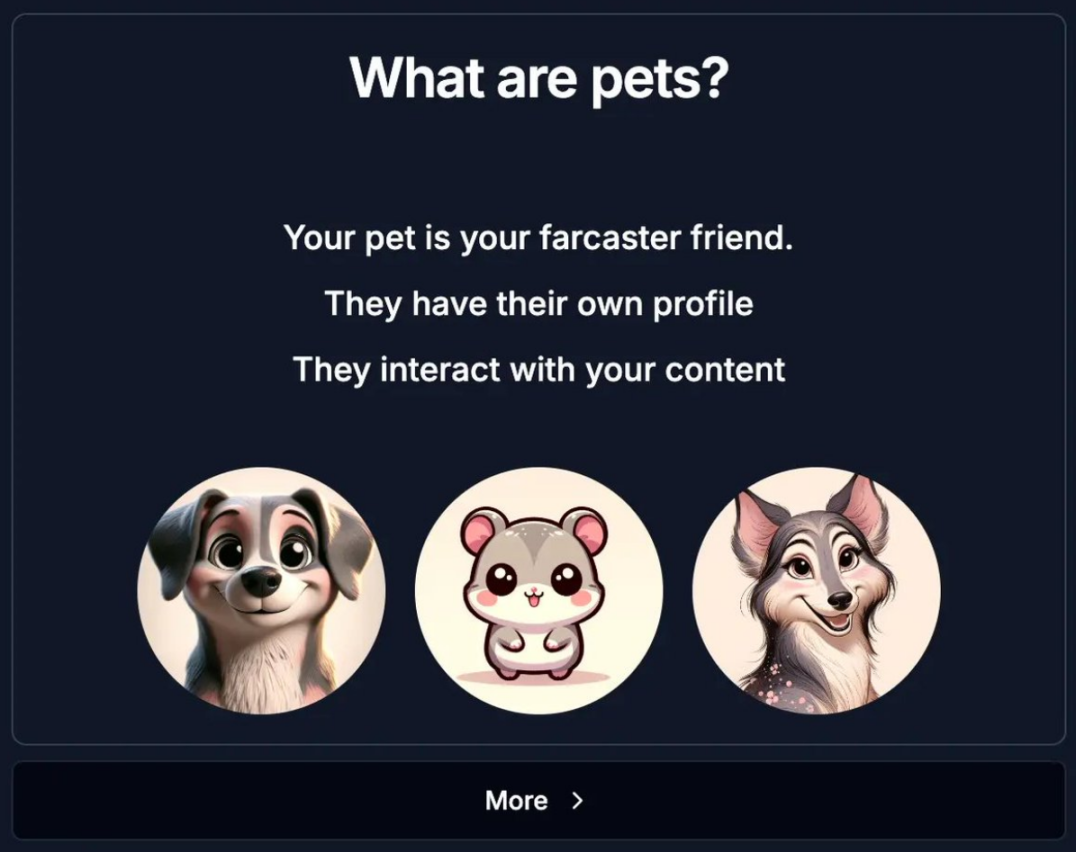 What are pets?
Your pet is your farcaster friend.
They have their own profile
They interact with your content
More